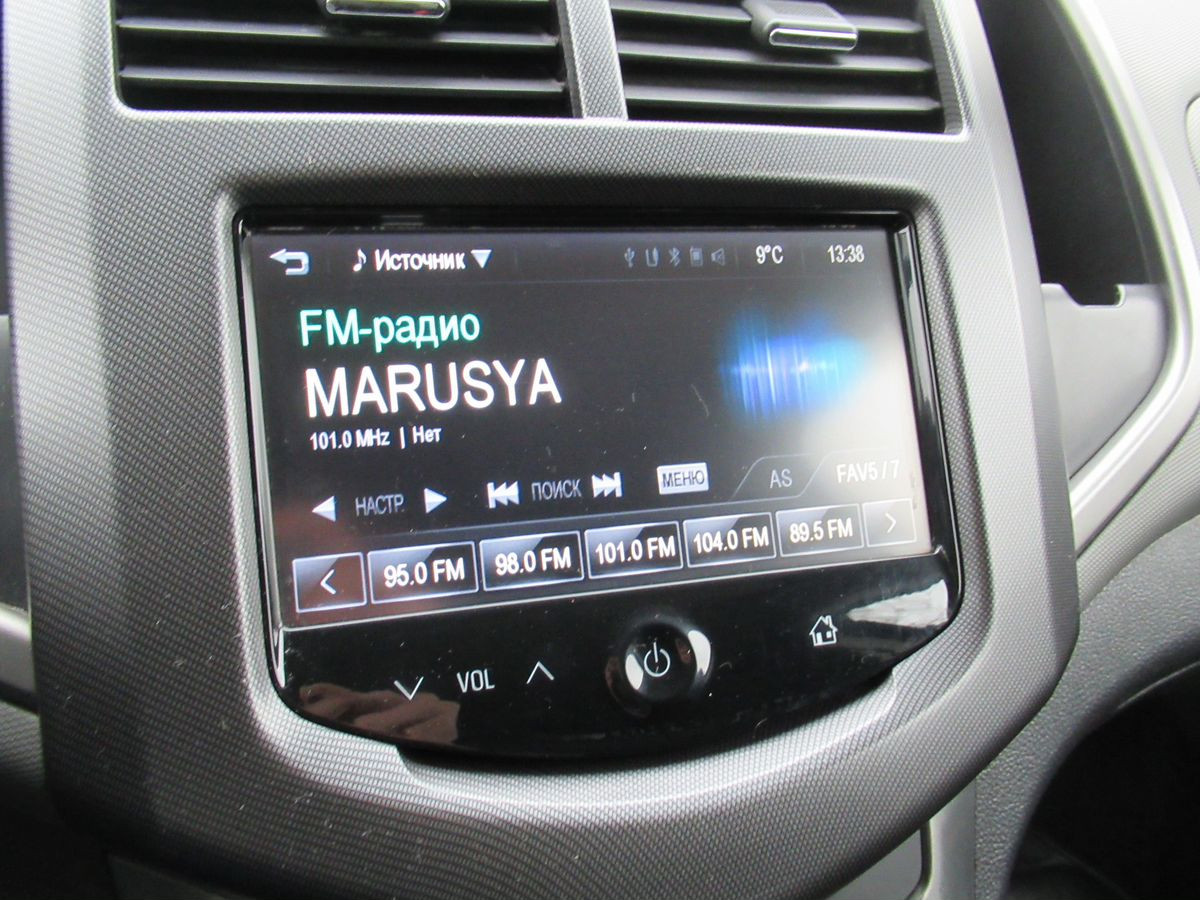 Источник 9°C 13:38
FM-радио
MARUSYA
101.0 MHz | Нет
НАСТР. ПОИСК МЕНЮ AS FAV5 / 7
95.0 FM 98.0 FM 101.0 FM 104.0 FM 89.5 FM
VOL